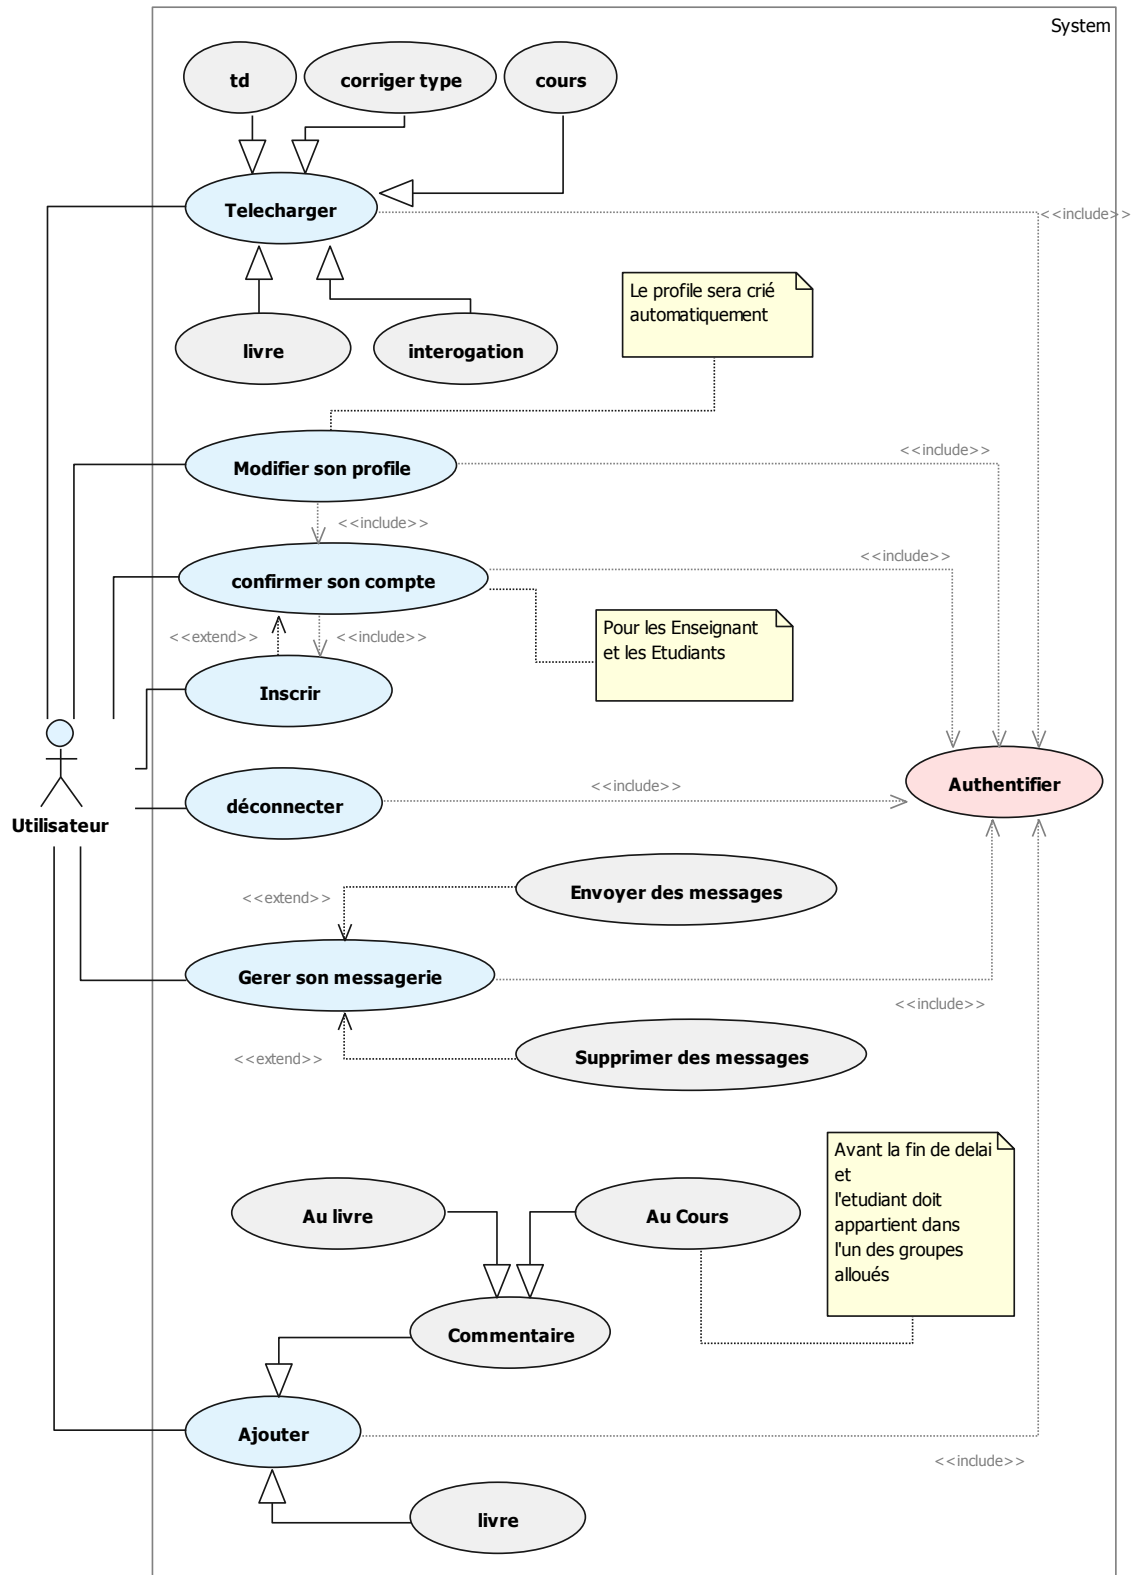 System
td
corriger type
cours
Telecharger
<<include>>
livre
interogation
Le profile sera crié
automatiquement
Modifier son profile
<<include>>
<<include>>
confirmer son compte
<<include>>
<<extend>>
<<include>>
Pour les Enseignant
et les Etudiants
Inscrir
Utilisateur
déconnecter
<<include>>
Authentifier
Envoyer des messages
<<extend>>
Gerer son messagerie
<<include>>
<<extend>>
Supprimer des messages
Avant la fin de delai
et
l'etudiant doit
appartient dans
l'un des groupes
alloués
Au livre
Au Cours
Commentaire
Ajouter
<<include>>
livre